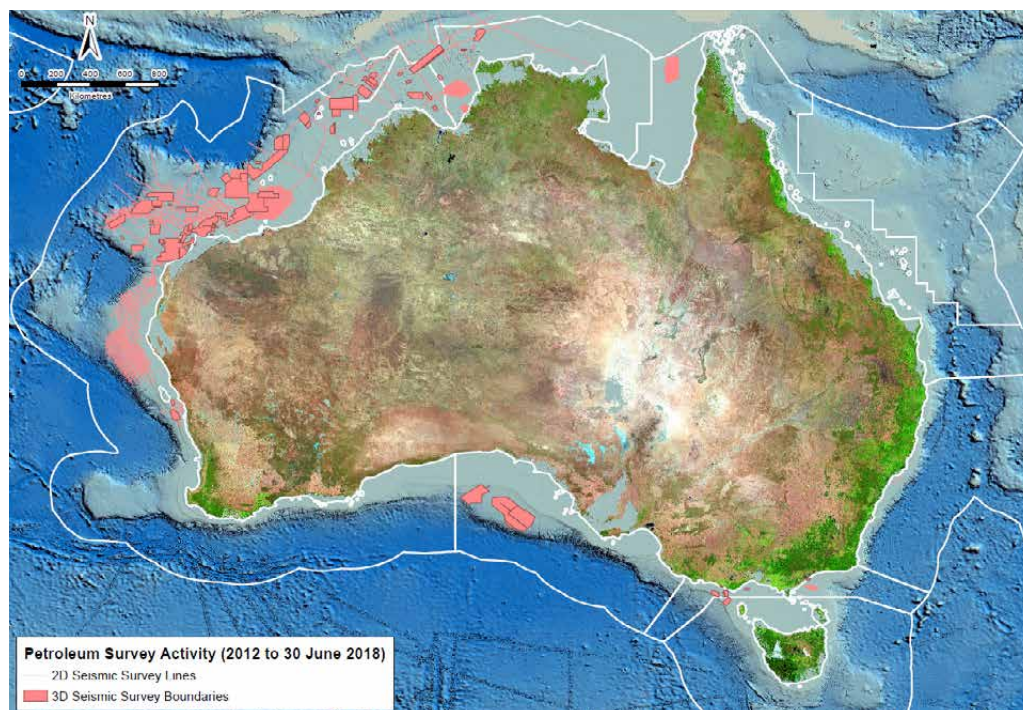 N
0 200 400 600 800
Kilometres
Petroleum Survey Activity (2012 to 30 June 2018)
2D Seismic Survey Lines
3D Seismic Survey Boundaries